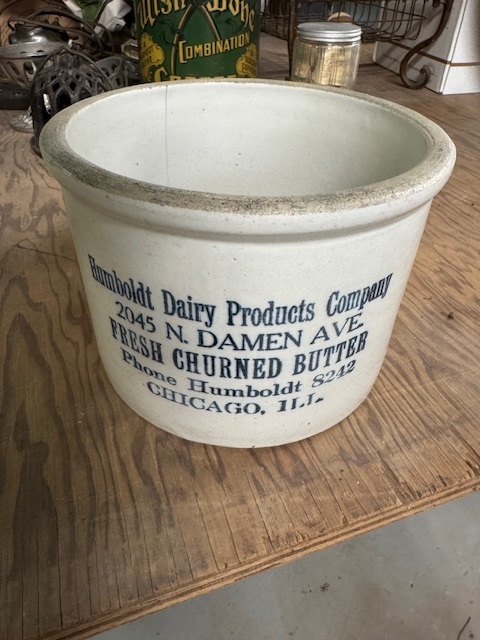 COMBINATION
Humboldt Dairy Products Company
2045 N. DAMEN AVE.
FRESH CHURNED BUTTER
Phone Humboldt 8242
CHICAGO, ILL.